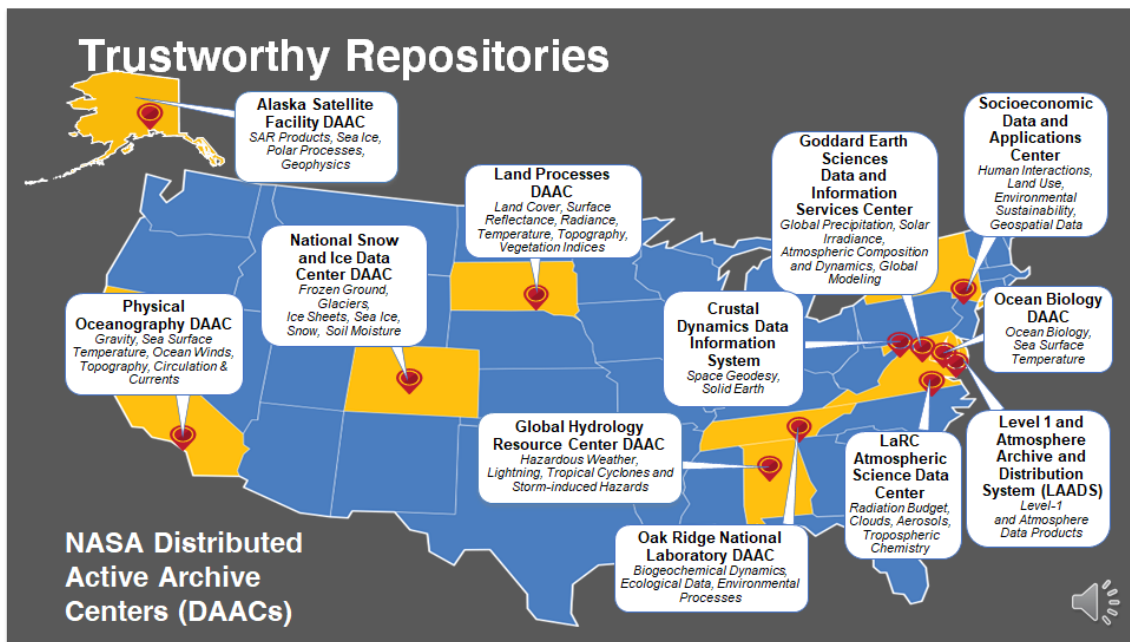 Trustworthy Repositories
Alaska Satellite
Facility DAAC
SAR Products, Sea Ice,
Polar Processes,
Geophysics
Land Processes
DAAC
Land Cover, Surface
Reflectance, Radiance,
Temperature, Topography,
Vegetation Indices
Goddard Earth
Sciences
Data and
Information
Services Center
Global Precipitation, Solar
Irradiance,
Atmospheric Composition
and Dynamics, Global
Modeling
Socioeconomic
Data and
Applications
Center
Human Interactions,
Land Use,
Environmental
Sustainability,
Geospatial Data
National Snow
and Ice Data
Center DAAC
Frozen Ground,
Glaciers,
Ice Sheets, Sea Ice,
Snow, Soil Moisture
Physical
Oceanography DAAC
Gravity, Sea Surface
Temperature, Ocean Winds,
Topography, Circulation &
Currents
Crustal
Dynamics Data
Information
System
Space Geodesy,
Solid Earth
Ocean Biology
DAAC
Ocean Biology,
Sea Surface
Temperature
Global Hydrology
Resource Center DAAC
Hazardous Weather,
Lightning, Tropical Cyclones and
Storm-induced Hazards
LaRC
Atmospheric
Science Data
Center
Radiation Budget,
Clouds, Aerosols,
Tropospheric
Chemistry
Level 1 and
Atmosphere
Archive and
Distribution
System (LAADS)
Level-1
and Atmosphere
Data Products
Oak Ridge National
Laboratory DAAC
Biogeochemical Dynamics,
Ecological Data, Environmental
Processes
NASA Distributed
Active Archive
Centers (DAACs)